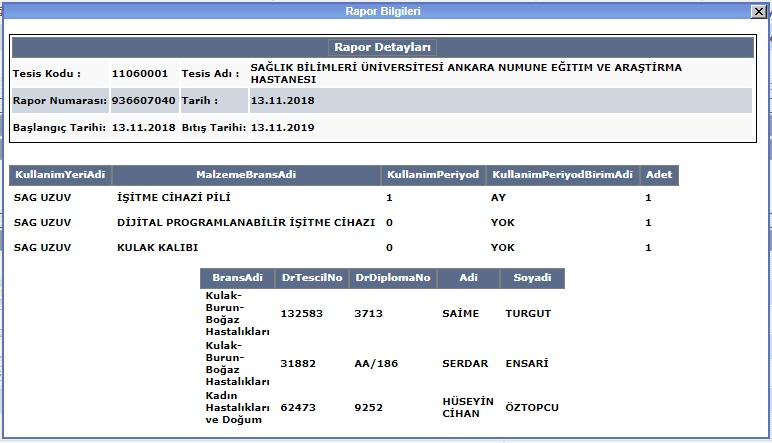 Rapor Bilgileri
Rapor Detayları
Tesis Kodu : 11060001 Tesis Adı : SAĞLIK BİLİMLERİ ÜNİVERSİTESİ ANKARA NUMUNE EĞITIM VE ARAŞTİRMA
HASTANESI
Rapor Numarası: 936607040 Tarih : 13.11.2018
Başlangıç Tarihi: 13.11.2018 Bıtış Tarihi: 13.11.2019
KullanimYeriAdi MalzemeBransAdi KullanimPeriyod KullanimPeriyodBirimAdi Adet
SAG UZUV İŞİTME CİHAZİ PİLİ 1 AY 1
SAG UZUV DİJİTAL PROGRAMLANABİLİR İŞİTME CİHAZI 0 YOK 1
SAG UZUV KULAK KALIBI 0 YOK 1
BransAdi DrTescilNo DrDiplomaNo Adi Soyadi
Kulak-
Burun-
Boğaz
Hastalıkları
132583 3713 SAİME TURGUT
Kulak-
Burun-
Boğaz
Hastalıkları
31882 AA/186 SERDAR ENSARİ
Kadın
Hastalıkları
ve Doğum
62473 9252 HÜSEYİN
CİHAN
ÖZTOPCU